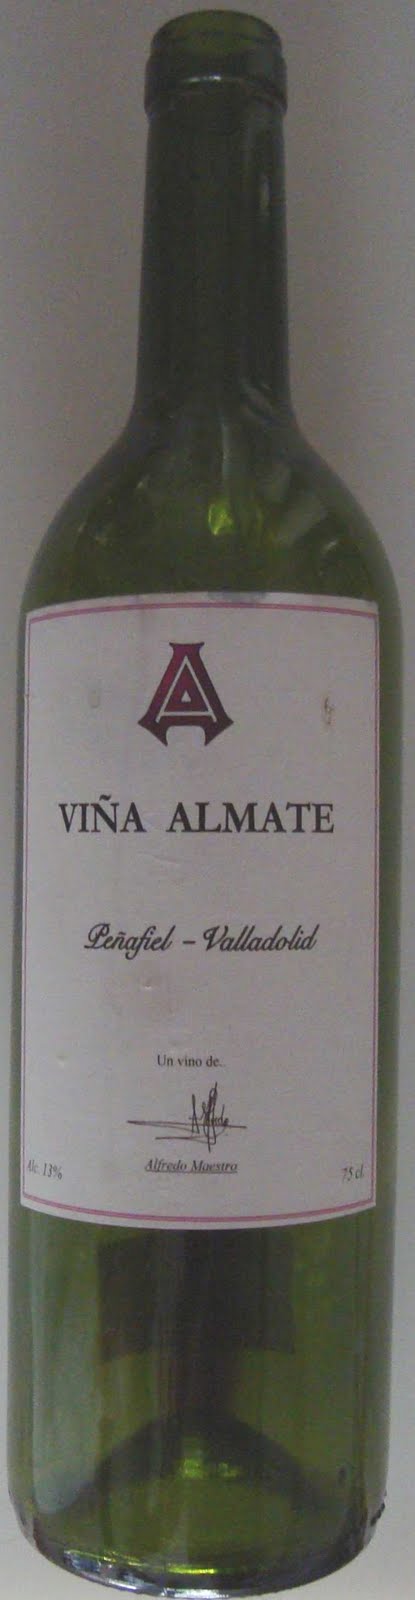 A
VIÑA ALMATE
Peñafiel - Valladolid
Un vino de..
Alfredo Maestro
Alc. 13% 75 cl.